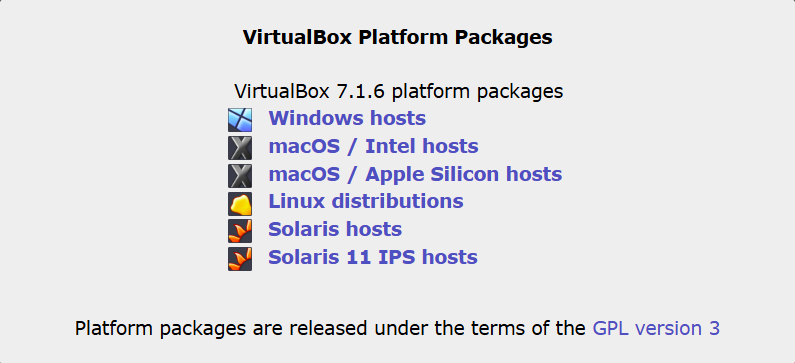 VirtualBox Platform Packages
VirtualBox 7.1.6 platform packages
Windows hosts
macOS / Intel hosts
macOS / Apple Silicon hosts
Linux distributions
Solaris hosts
Solaris 11 IPS hosts
Platform packages are released under the terms of the GPL version 3